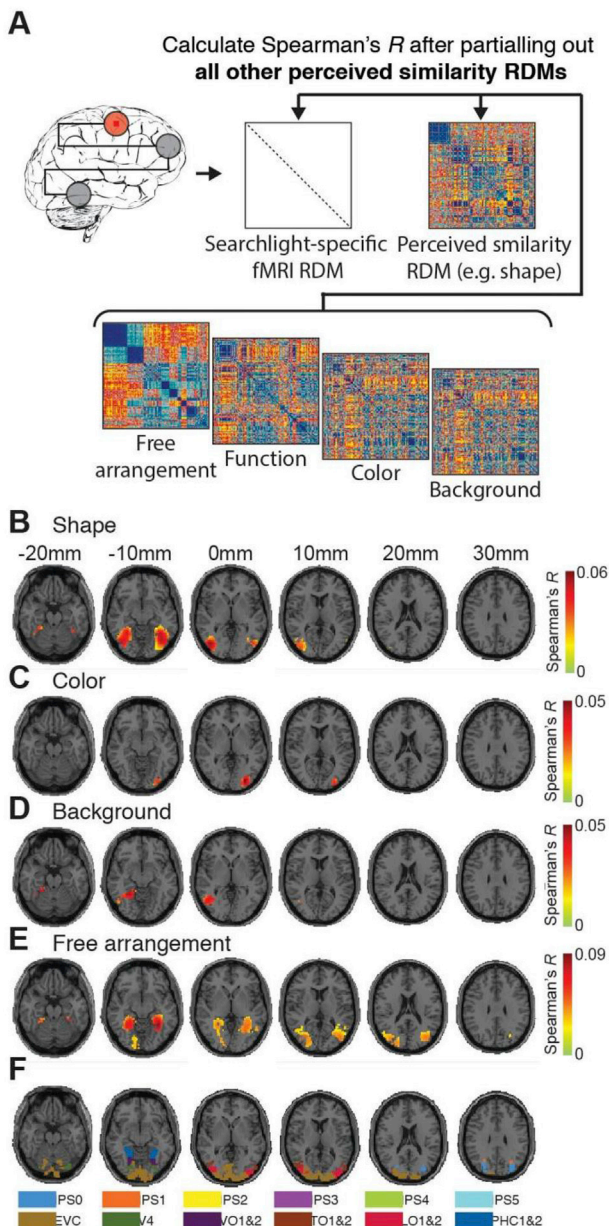 A
Calculate Spearman's R after partialling out
all other perceived similarity RDMs
Searchlight-specific
fMRI RDM
Perceived smilarity
RDM (e.g. shape)
Free
arrangement
Function
Color
Background
B Shape
-20mm -10mm 0mm 10mm 20mm 30mm
0.06
Spearman's R
0
C Color
0.05
Spearman's R
0
D Background
0.05
Spearman's R
0
E Free arrangement
0.09
Spearman's R
0
F
PS0 PS1 PS2 PS3 PS4 PS5
EVC V4 VO1&2 TO1&2 LO1&2 PHC1&2